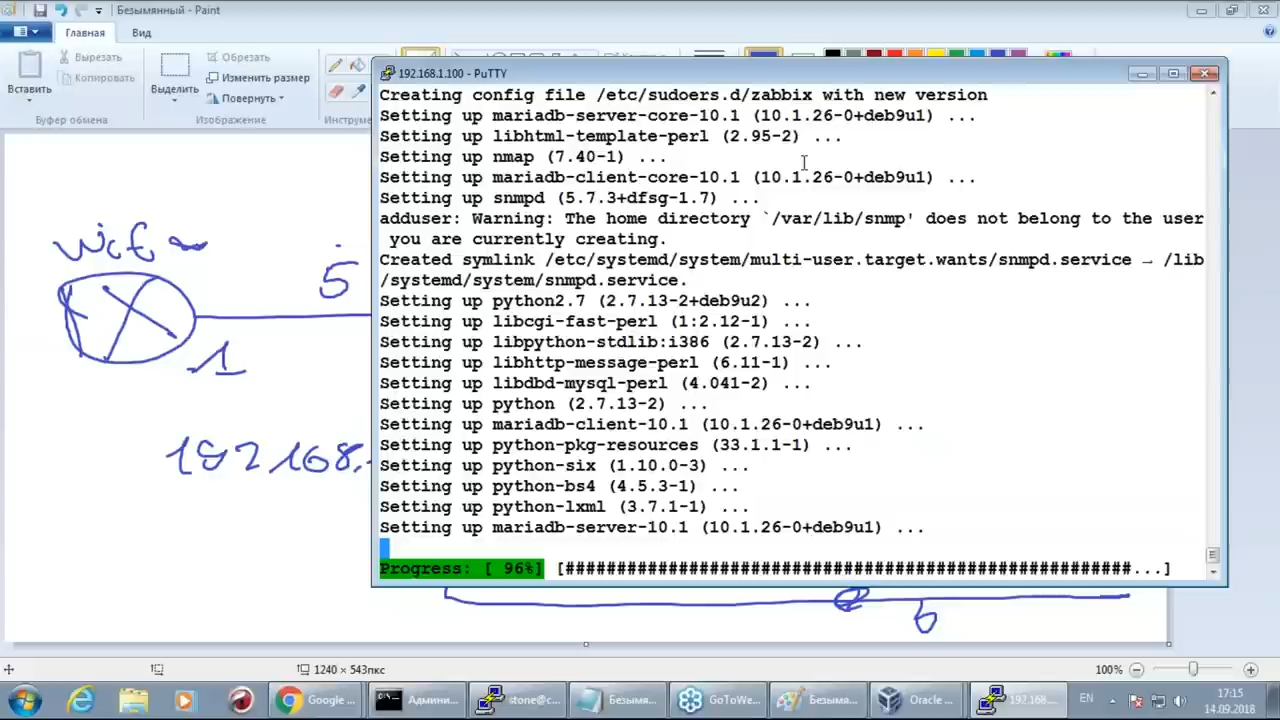 Безымянный - Paint
Главная
Вид
Вставить
Вырезать
Копировать
Буфер обмена
Выделить
Обрезать
Изменить размер
Повернуть
Изображение
Инструме
192.168.1.100 - PuTTY
Creating config file /etc/sudoers.d/zabbix with new version
Setting up mariadb-server-core-10.1 (10.1.26-0+deb9u1) ...
Setting up libhtml-template-perl (2.95-2) ...
Setting up nmap (7.40-1) ...
Setting up mariadb-client-core-10.1 (10.1.26-0+deb9u1) ...
Setting up snmpd (5.7.3+dfsg-1.7) ...
adduser: Warning: The home directory `/var/lib/snmp' does not belong to the user
you are currently creating.
Created symlink /etc/systemd/system/multi-user.target.wants/snmpd.service → /lib
/systemd/system/snmpd.service.
Setting up python2.7 (2.7.13-2+deb9u2) ...
Setting up libcgi-fast-perl (1:2.12-1) ...
Setting up libpython-stdlib:i386 (2.7.13-2) ...
Setting up libhttp-message-perl (6.11-1) ...
Setting up libdbd-mysql-perl (4.041-2) ...
Setting up python (2.7.13-2) ...
Setting up mariadb-client-10.1 (10.1.26-0+deb9u1) ...
Setting up python-pkg-resources (33.1.1-1) ...
Setting up python-six (1.10.0-3) ...
Setting up python-bs4 (4.5.3-1) ...
Setting up python-lxml (3.7.1-1) ...
Setting up mariadb-server-10.1 (10.1.26-0+deb9u1) ...
Progress: [ 96%] [#######################################################...]
5
1
192.168.
6
1240 × 543пкс
100%
Google ...
Админи...
stone@c...
Безымя...
GoToWe...
Безымя...
Oracle ...
192.168....
EN
17:15
14.09.2018